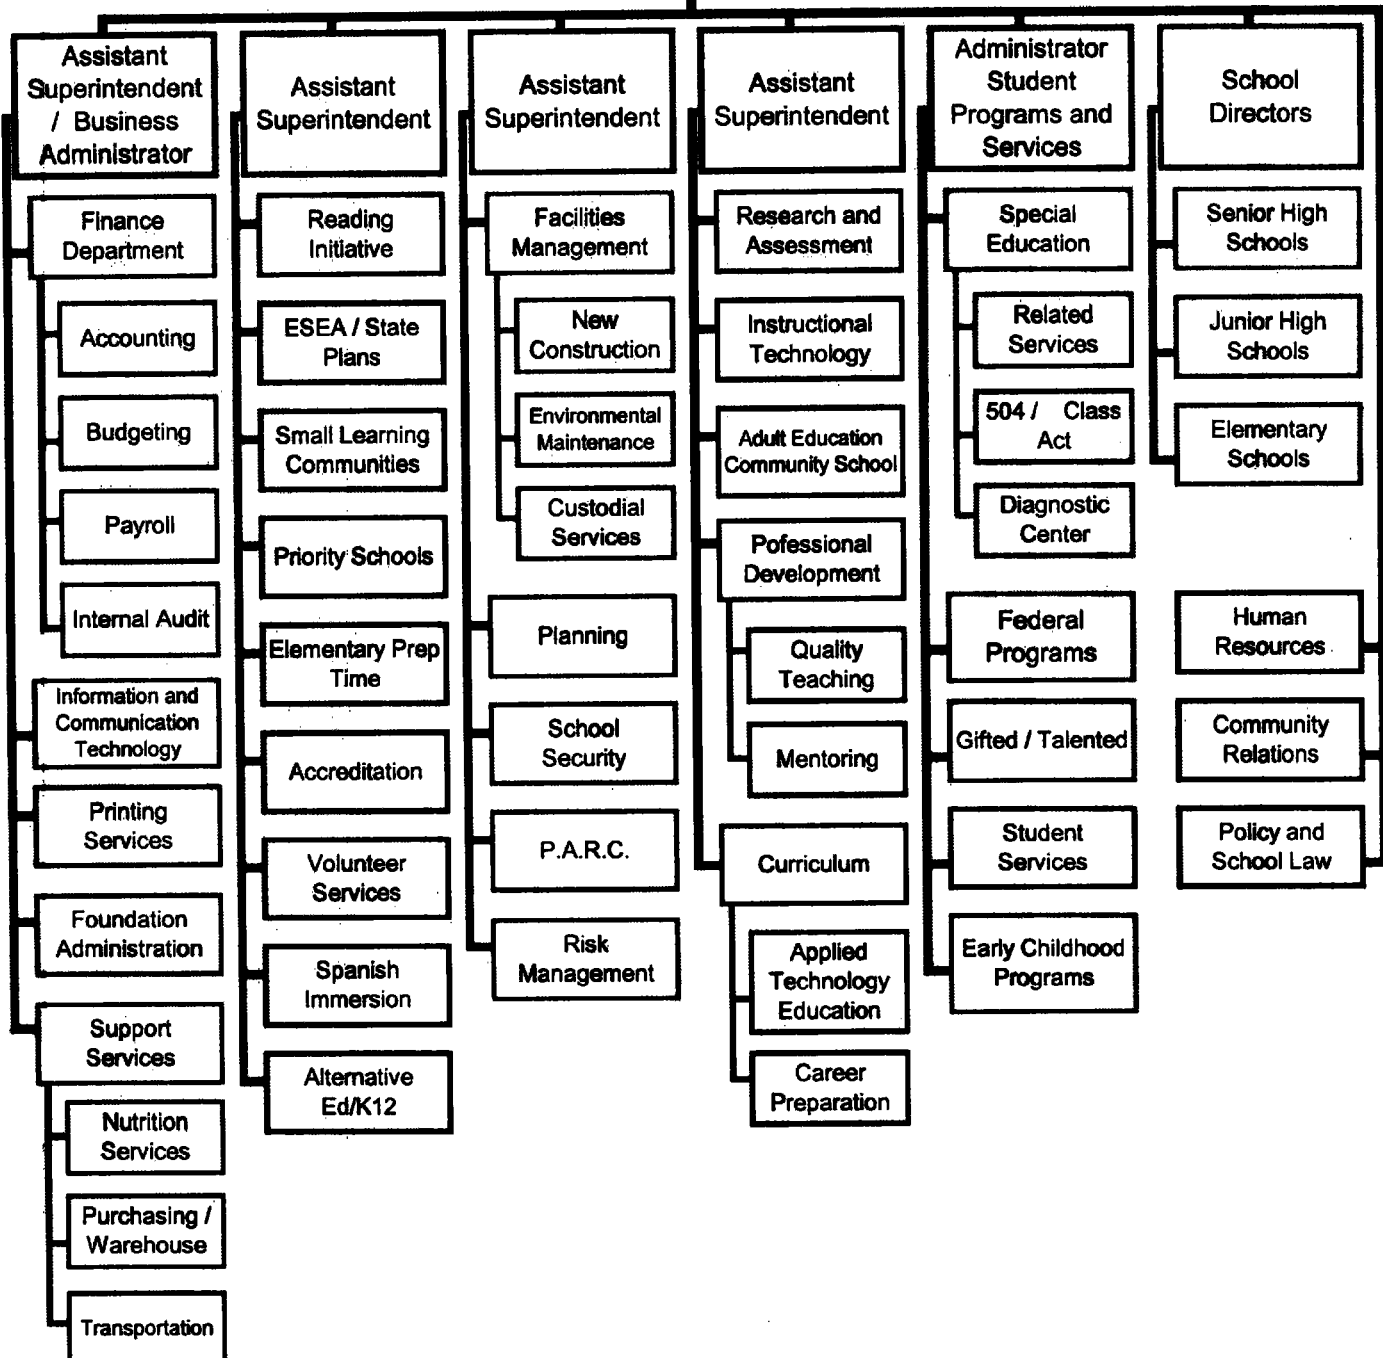 Assistant
Superintendent
/ Business
Administrator
Finance
Department
Accounting
Budgeting
Payroll
Internal Audit
Information and
Communication
Technology
Printing
Services
Foundation
Administration
Support
Services
Nutrition
Services
Purchasing /
Warehouse
Transportation
Assistant
Superintendent
Reading
Initiative
ESEA / State
Plans
Small Learning
Communities
Priority Schools
Elementary Prep
Time
Accreditation
Volunteer
Services
Spanish
Immersion
Alternative
Ed/K12
Assistant
Superintendent
Facilities
Management
New
Construction
Environmental
Maintenance
Custodial
Services
Planning
School
Security
P.A.R.C.
Risk
Management
Assistant
Superintendent
Research and
Assessment
Instructional
Technology
Adult Education
Community School
Pofessional
Development
Quality
Teaching
Mentoring
Curriculum
Applied
Technology
Education
Career
Preparation
Administrator
Student
Programs and
Services
Special
Education
Related
Services
504 / Class
Act
Diagnostic
Center
Federal
Programs
Gifted / Talented
Student
Services
Early Childhood
Programs
School
Directors
Senior High
Schools
Junior High
Schools
Elementary
Schools
Human
Resources
Community
Relations
Policy and
School Law